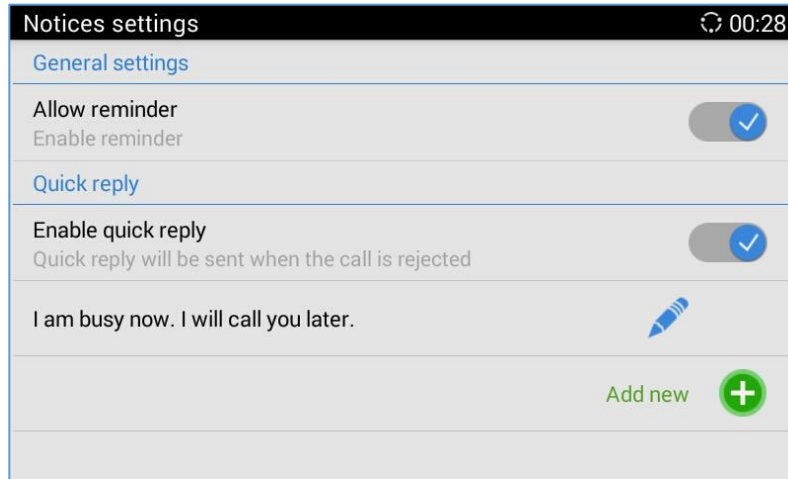 Notices settings 00:28
General settings
Allow reminder
Enable reminder
Quick reply
Enable quick reply
Quick reply will be sent when the call is rejected
I am busy now. I will call you later.
Add new